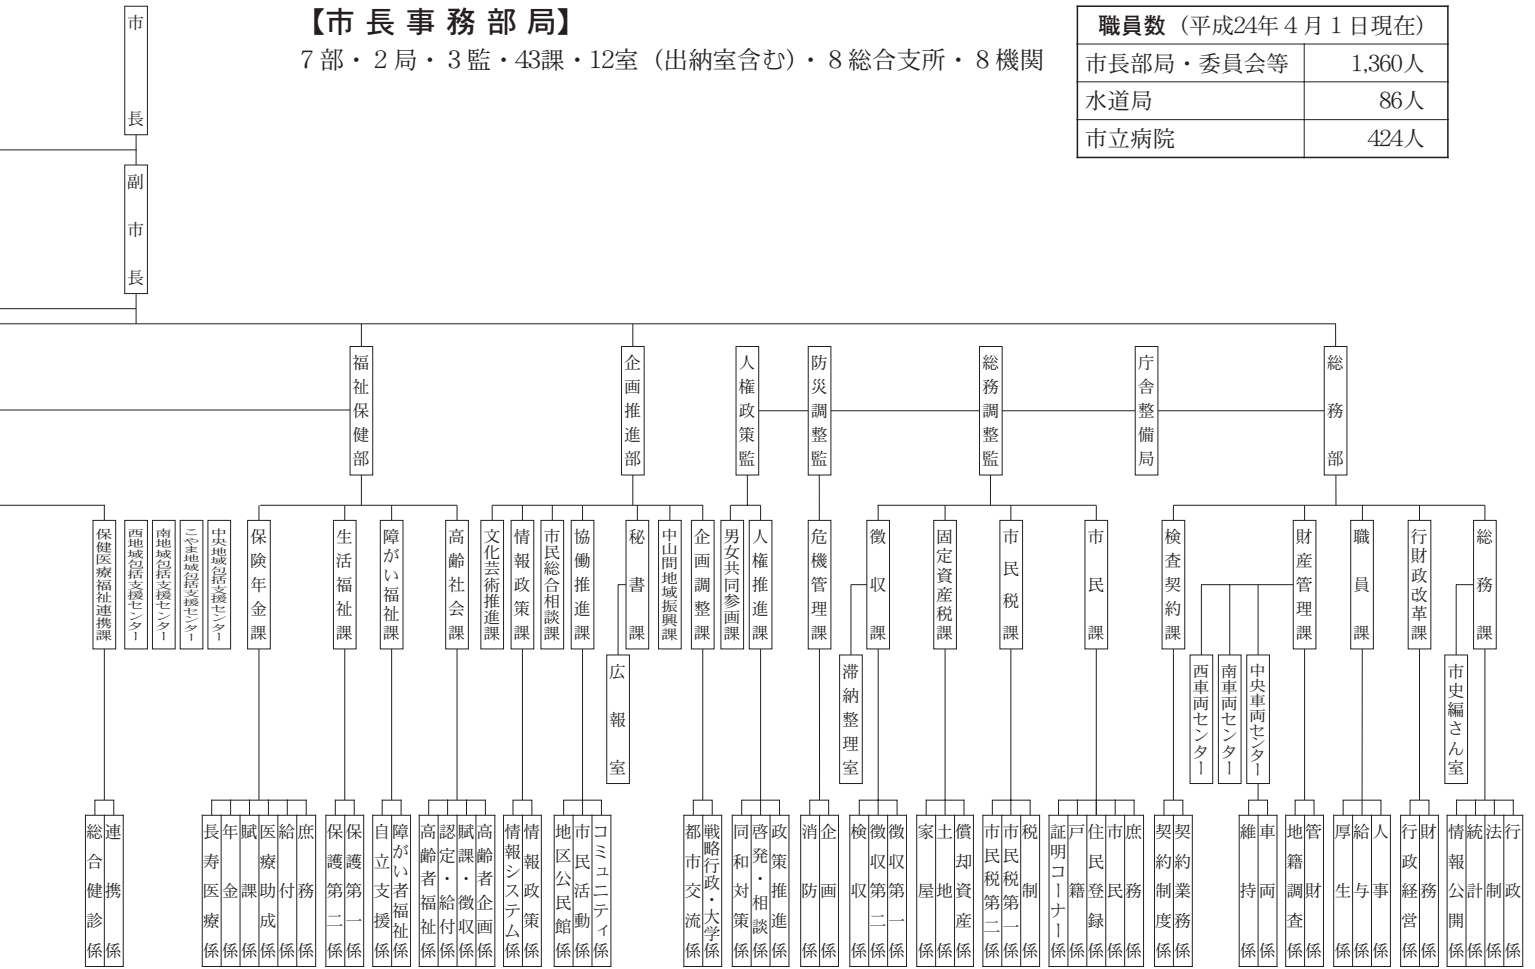 【市長事務部局】
7部・2局・3監・43課・12室（出納室含む）・8総合支所・8機関
職員数（平成24年4月1日現在）
市長部局・委員会等 1,360人
水道局 86人
市立病院 424人
市長
副市長
総務部
庁舎整備局
総務調整監
防災調整監
人権政策監
企画推進部
福祉保健部
総務課
行財政改革課
職員課
財産管理課
検査契約課
市民課
市民税課
固定資産税課
徴収課
危機管理課
人権推進課
男女共同参画課
企画調整課
中山間地域振興課
秘書課
協働推進課
市民総合相談課
情報政策課
文化芸術推進課
高齢社会課
障がい福祉課
生活福祉課
保険年金課
中央地域包括支援センター
こやま地域包括支援センター
南地域包括支援センター
西地域包括支援センター
保健医療福祉連携課
市史編さん室
中央車両センター
南車両センター
西車両センター
滞納整理室
広報室
行政係
法制係
統計係
情報公開係
財務係
行政経営係
人事係
給与係
厚生係
管財係
地籍調査係
車両係
維持係
契約業務係
契約制度係
庶務係
市民係
住民登録係
戸籍係
証明コーナー係
税制係
市民税第一係
市民税第二係
償却資産係
土地係
家屋係
徴収第一係
徴収第二係
検収係
企画係
消防係
政策推進係
啓発・相談係
同和対策係
戦略行政・大学係
都市交流係
コミュニティ係
市民活動係
地区公民館係
情報政策係
情報システム係
高齢者企画係
賦課・徴収係
認定・給付係
高齢者福祉係
障がい者福祉係
自立支援係
保護第一係
保護第二係
庶務係
給付係
医療助成係
賦課係
年金係
長寿医療係
連携係
総合健診係